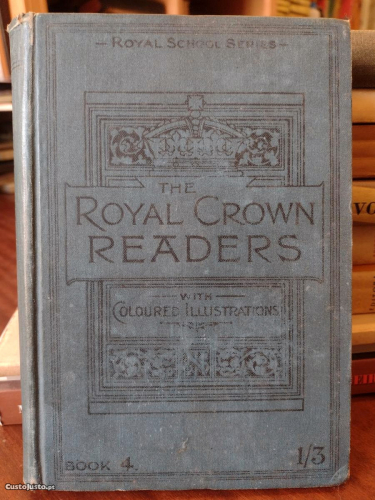 - ROYAL SCHOOL SERIES -
THE
ROYAL CROWN
READERS
WITH
COLOURED ILLUSTRATIONS
BOOK 4.
1/3
CustoJusto.pt